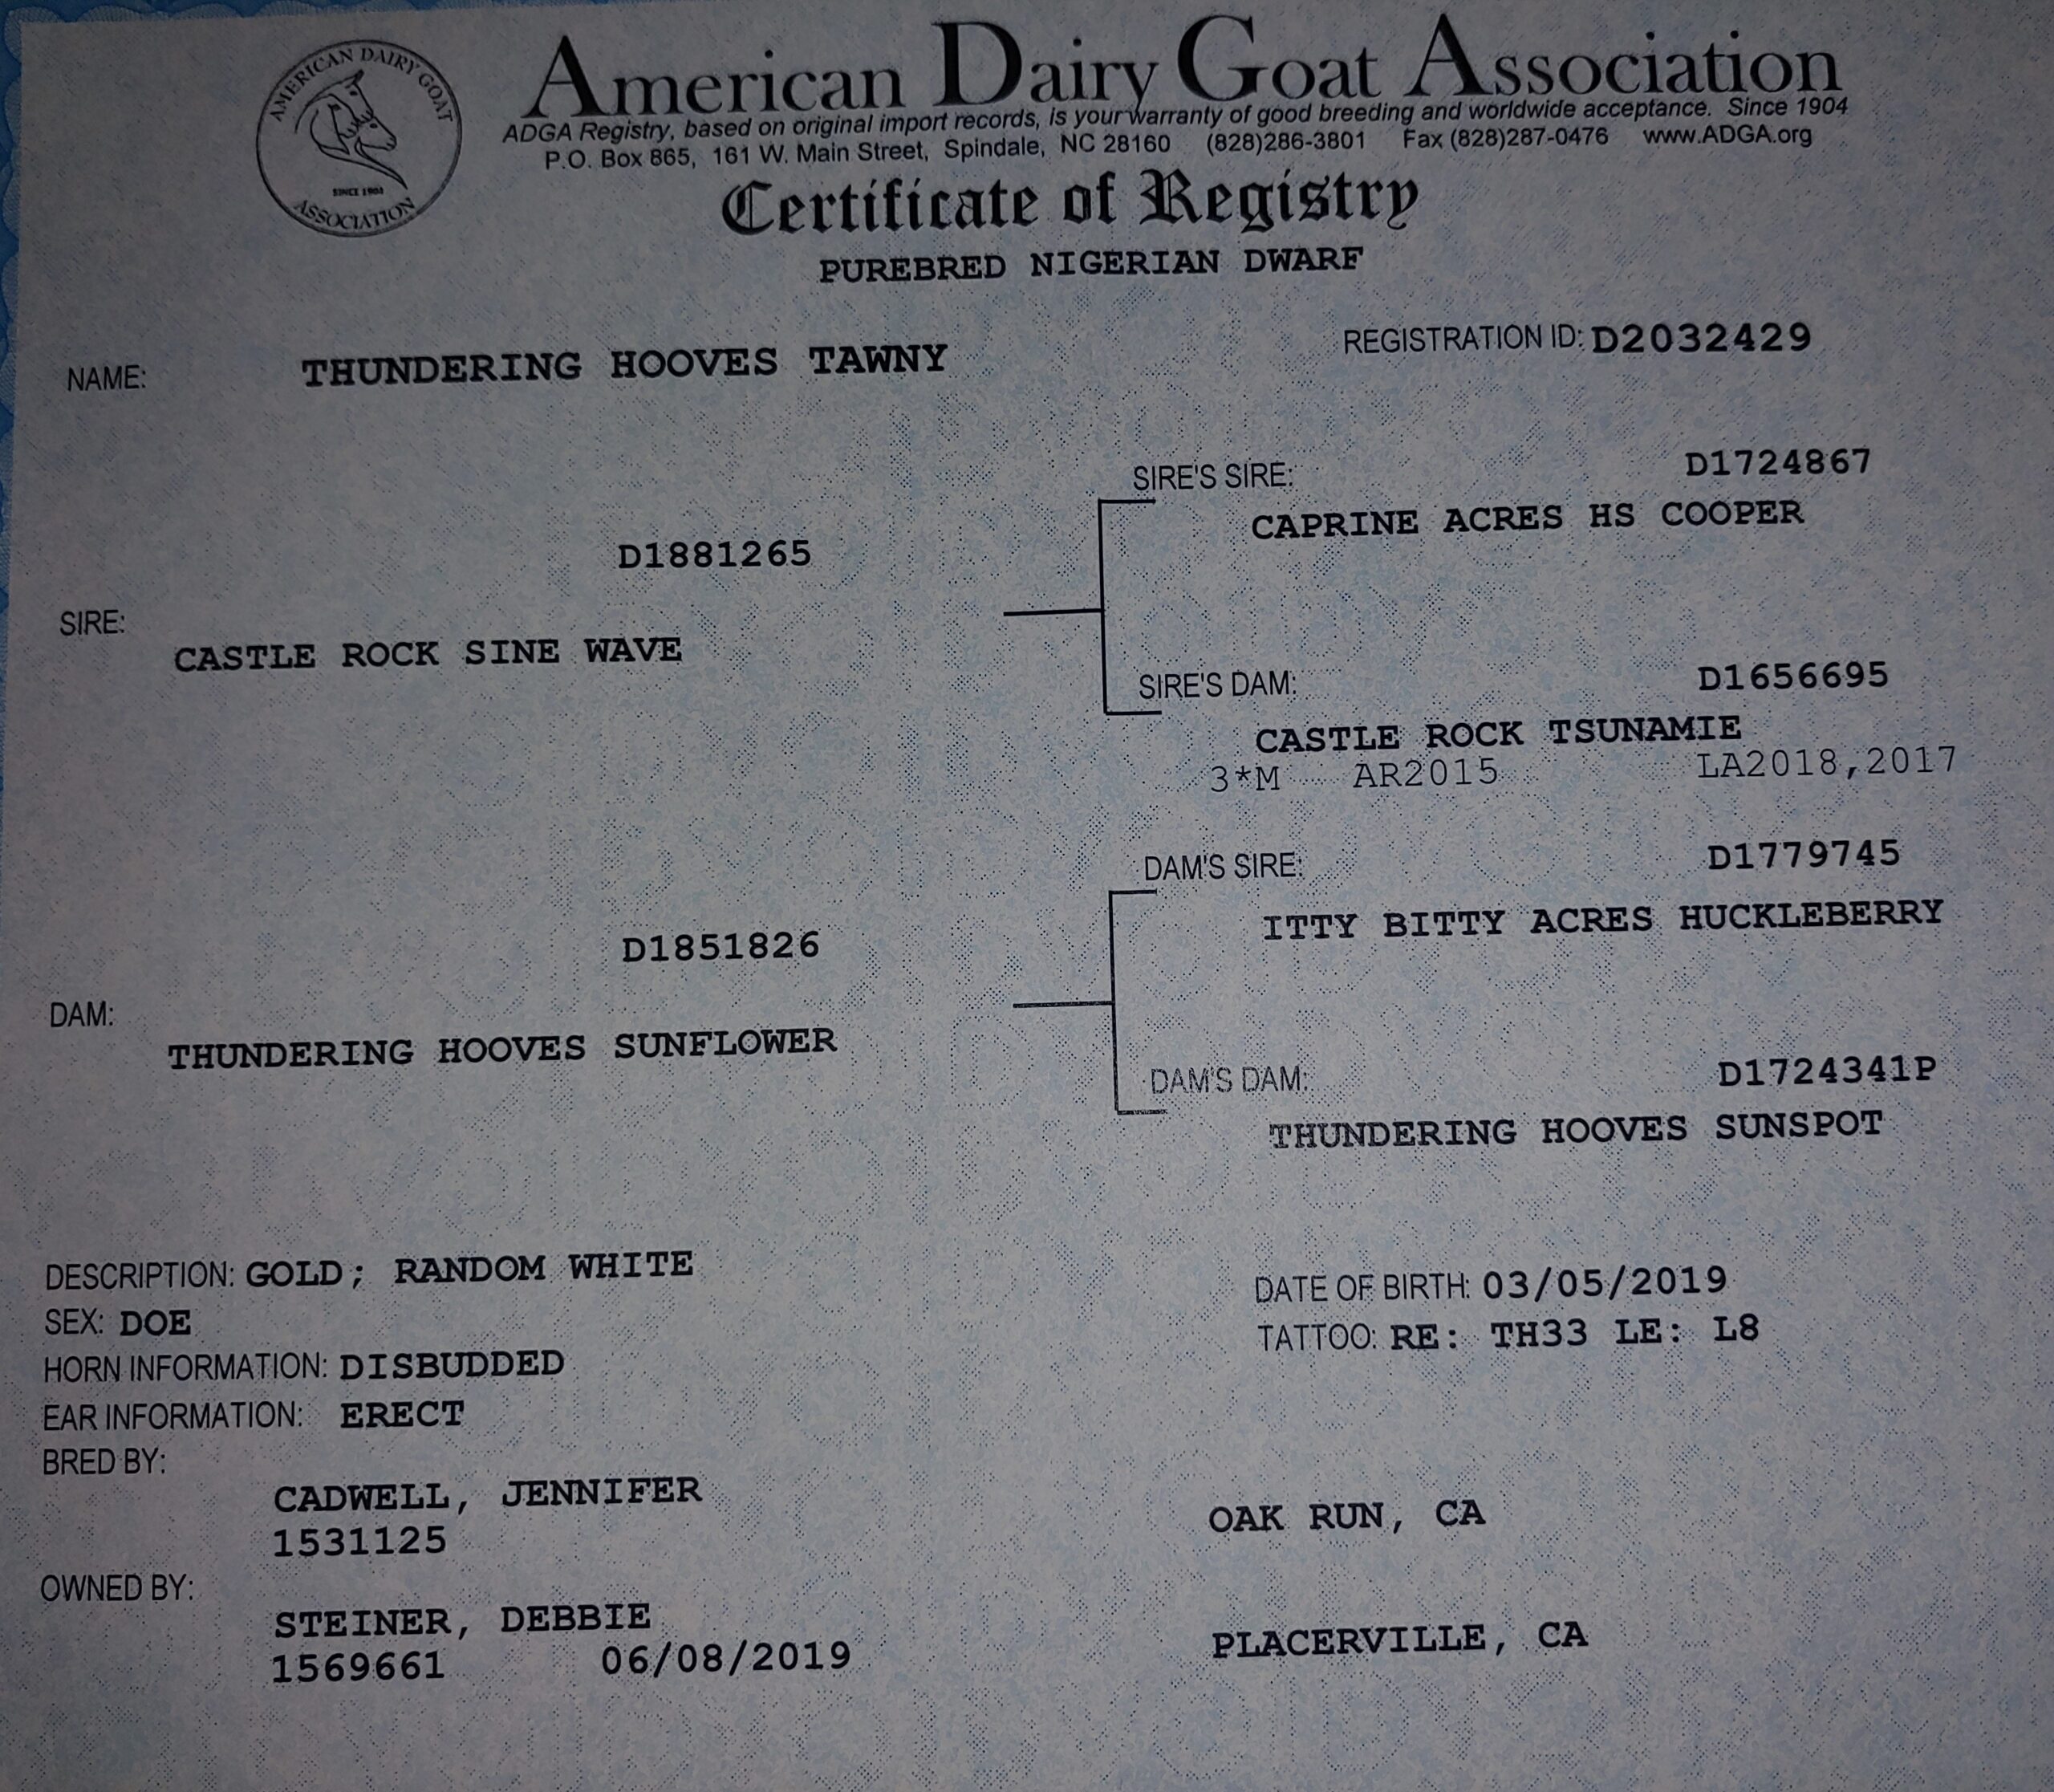 AMERICAN DAIRY GOAT
SINCE 1904
ASSOCIATION
American Dairy Goat Association
ADGA Registry, based on original import records, is your warranty of good breeding and worldwide acceptance. Since 1904
P.O. Box 865, 161 W. Main Street, Spindale, NC 28160 (828)286-3801 Fax (828)287-0476 www.ADGA.org
Certificate of Registry
PUREBRED NIGERIAN DWARF
NAME: THUNDERING HOOVES TAWNY REGISTRATION ID: D2032429
SIRE'S SIRE: D1724867
CAPRINE ACRES HS COOPER
D1881265
SIRE:
CASTLE ROCK SINE WAVE
SIRE'S DAM: D1656695
CASTLE ROCK TSUNAMIE
3*M AR2015 LA2018,2017
DAM'S SIRE: D1779745
ITTY BITTY ACRES HUCKLEBERRY
D1851826
DAM:
THUNDERING HOOVES SUNFLOWER
DAM'S DAM: D1724341P
THUNDERING HOOVES SUNSPOT
DESCRIPTION: GOLD; RANDOM WHITE DATE OF BIRTH: 03/05/2019
SEX: DOE TATTOO: RE: TH33 LE: L8
HORN INFORMATION: DISBUDDED
EAR INFORMATION: ERECT
BRED BY:
CADWELL, JENNIFER OAK RUN, CA
1531125
OWNED BY:
STEINER, DEBBIE PLACERVILLE, CA
1569661 06/08/2019